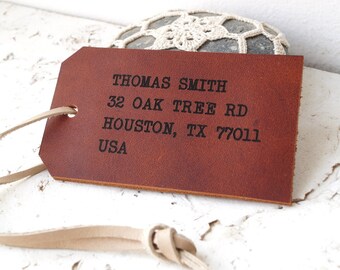 THOMAS SMITH
32 OAK TREE RD
HOUSTON, TX 77011
USA